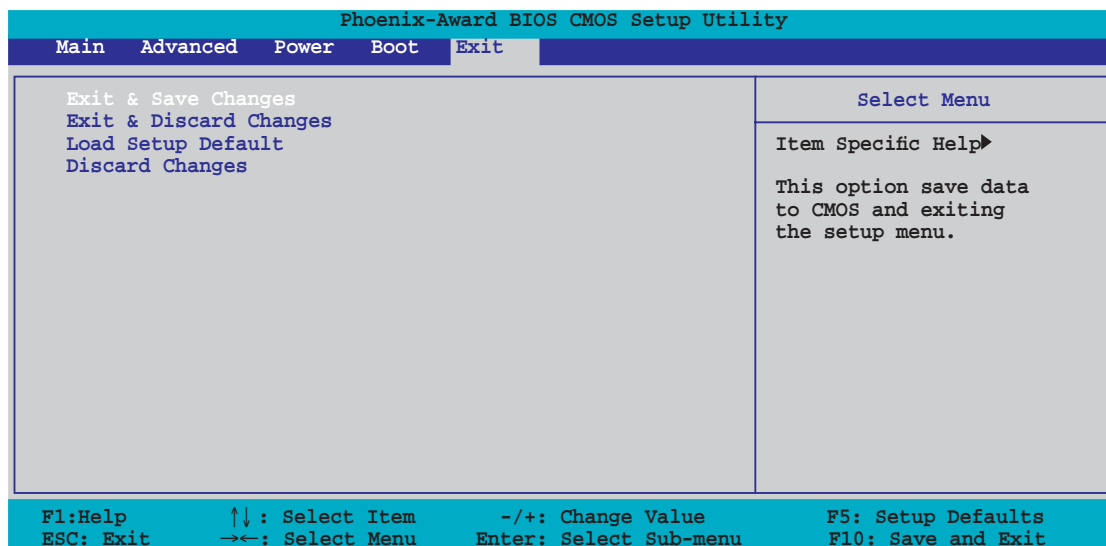 Phoenix-Award BIOS CMOS Setup Utility
Main Advanced Power Boot Exit
Exit & Save Changes
Exit & Discard Changes
Load Setup Default
Discard Changes
Select Menu
Item Specific Help▶
This option save data
to CMOS and exiting
the setup menu.
F1:Help ↑↓: Select Item -/+: Change Value F5: Setup Defaults
ESC: Exit →←: Select Menu Enter: Select Sub-menu F10: Save and Exit